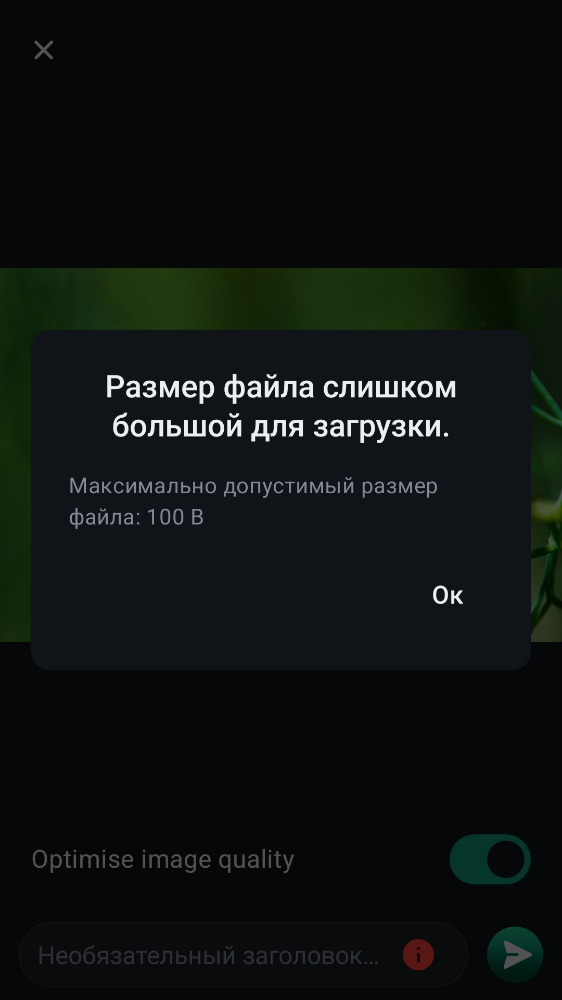 Размер файла слишком
большой для загрузки.
Максимально допустимый размер
файла: 100 B
Ок
Optimise image quality
Необязательный заголовок...